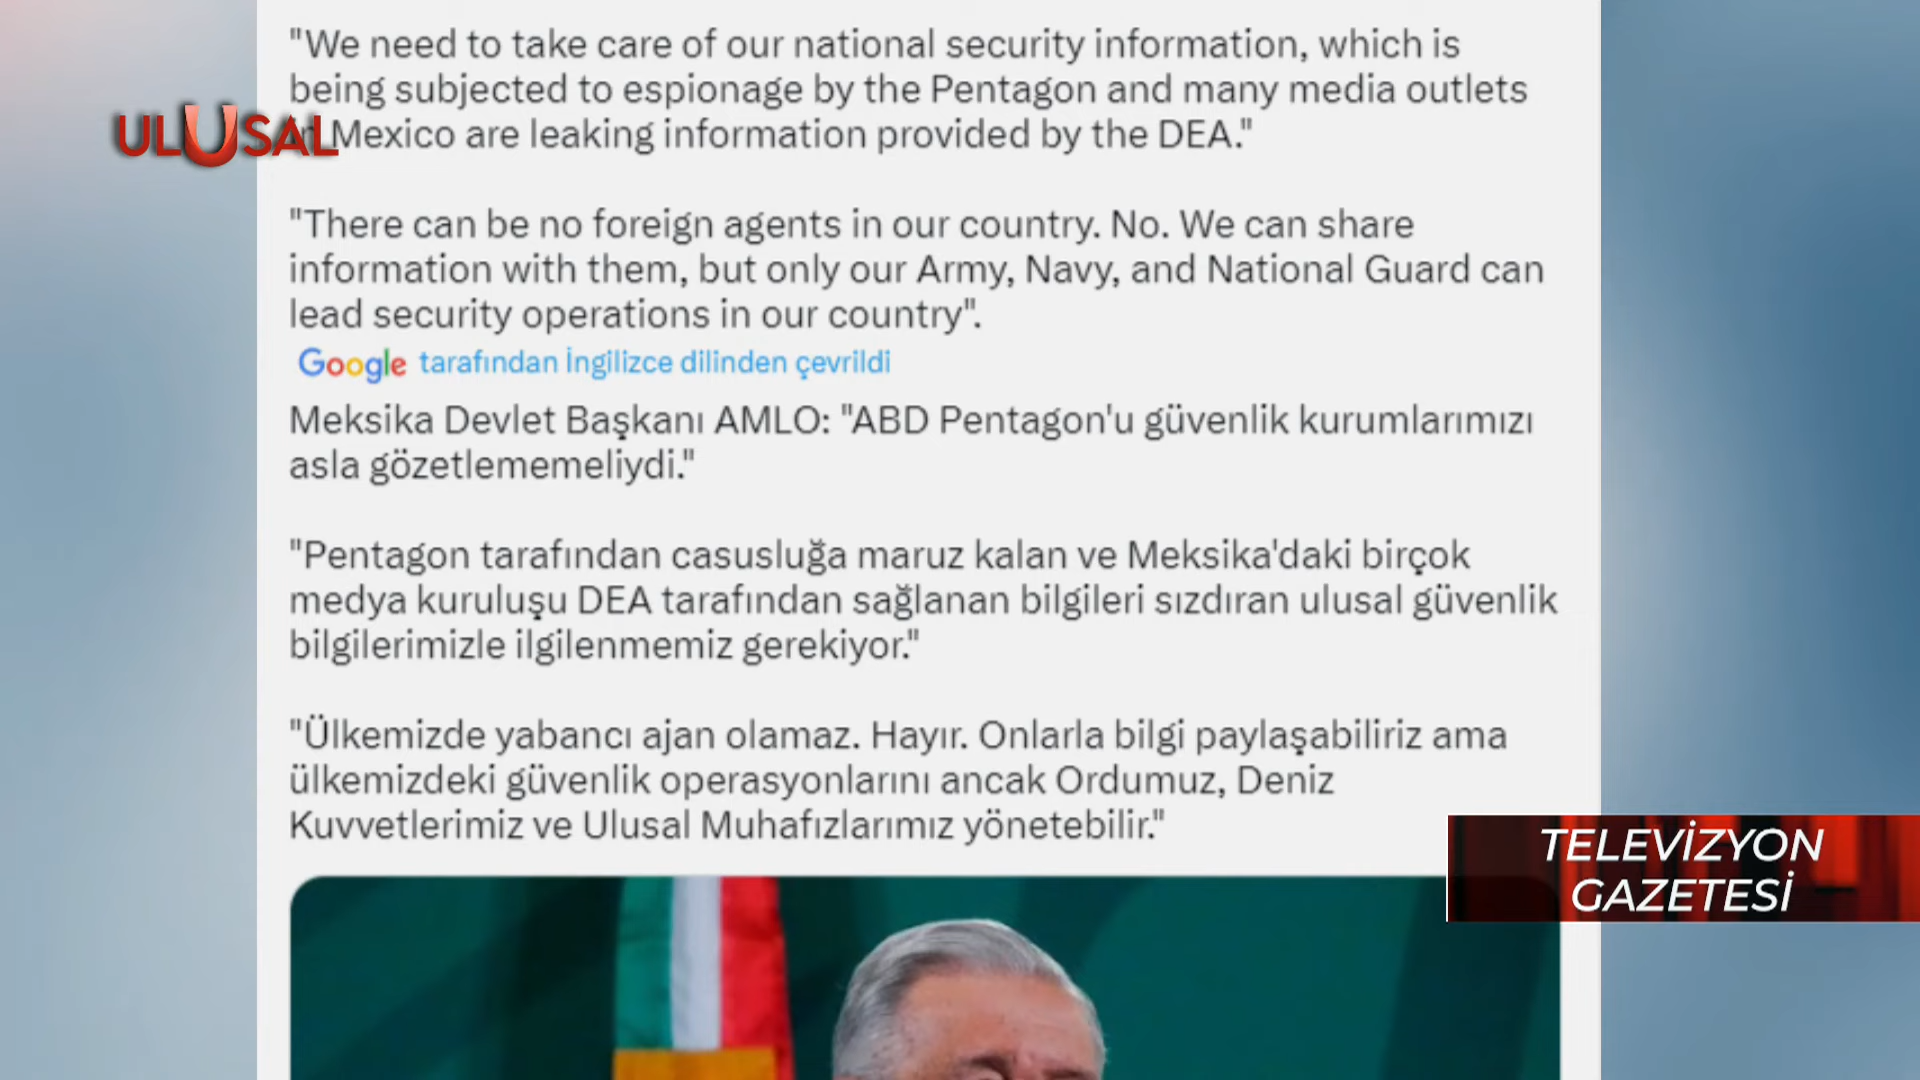 "We need to take care of our national security information, which is
being subjected to espionage by the Pentagon and many media outlets
Mexico are leaking information provided by the DEA."
ULUSAL
"There can be no foreign agents in our country. No. We can share
information with them, but only our Army, Navy, and National Guard can
lead security operations in our country".
Google tarafından İngilizce dilinden çevrildi
Meksika Devlet Başkanı AMLO: "ABD Pentagon'u güvenlik kurumlarımızı
asla gözetlememeliydi."
"Pentagon tarafından casusluğa maruz kalan ve Meksika'daki birçok
medya kuruluşu DEA tarafından sağlanan bilgileri sızdıran ulusal güvenlik
bilgilerimizle ilgilenmemiz gerekiyor."
"Ülkemizde yabancı ajan olamaz. Hayır. Onlarla bilgi paylaşabiliriz ama
ülkemizdeki güvenlik operasyonlarını ancak Ordumuz, Deniz
Kuvvetlerimiz ve Ulusal Muhafızlarımız yönetebilir."
TELEVİZYON
GAZETESİ